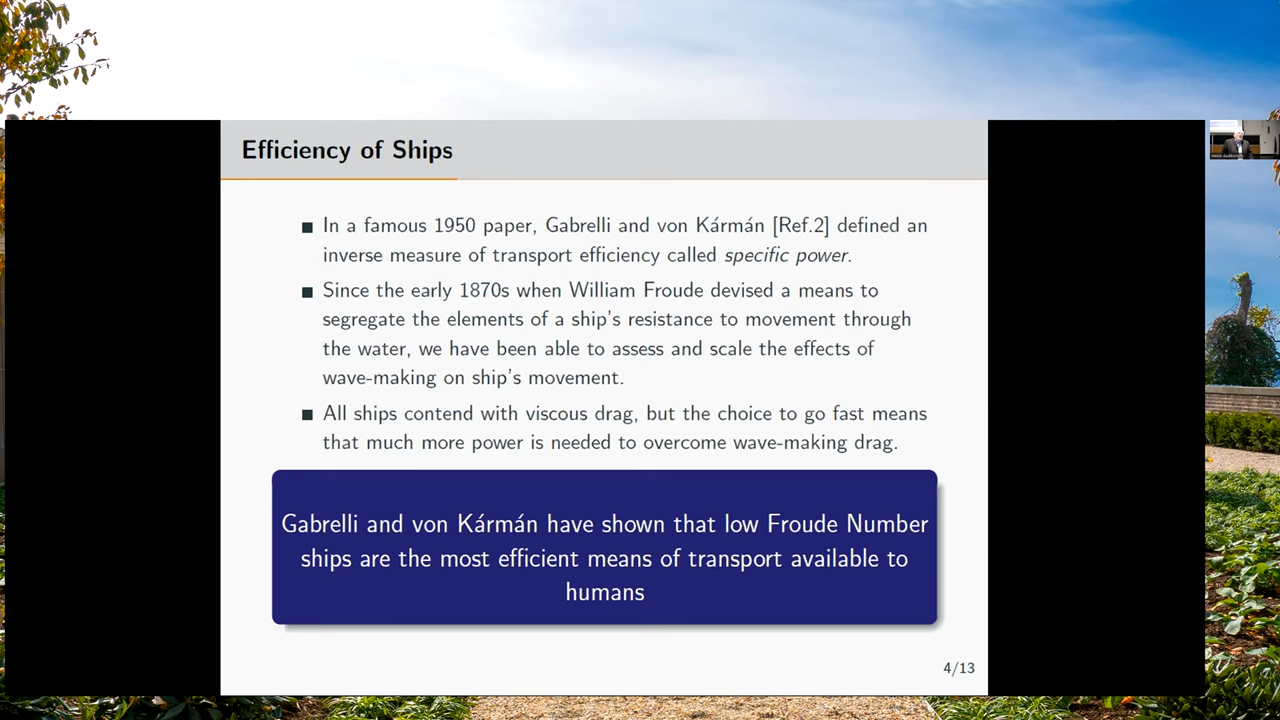 Efficiency of Ships
■ In a famous 1950 paper, Gabrelli and von Kármán [Ref.2] defined an
inverse measure of transport efficiency called specific power.
■ Since the early 1870s when William Froude devised a means to
segregate the elements of a ship's resistance to movement through
the water, we have been able to assess and scale the effects of
wave-making on ship's movement.
■ All ships contend with viscous drag, but the choice to go fast means
that much more power is needed to overcome wave-making drag.
Gabrelli and von Kármán have shown that low Froude Number
ships are the most efficient means of transport available to
humans
4/13